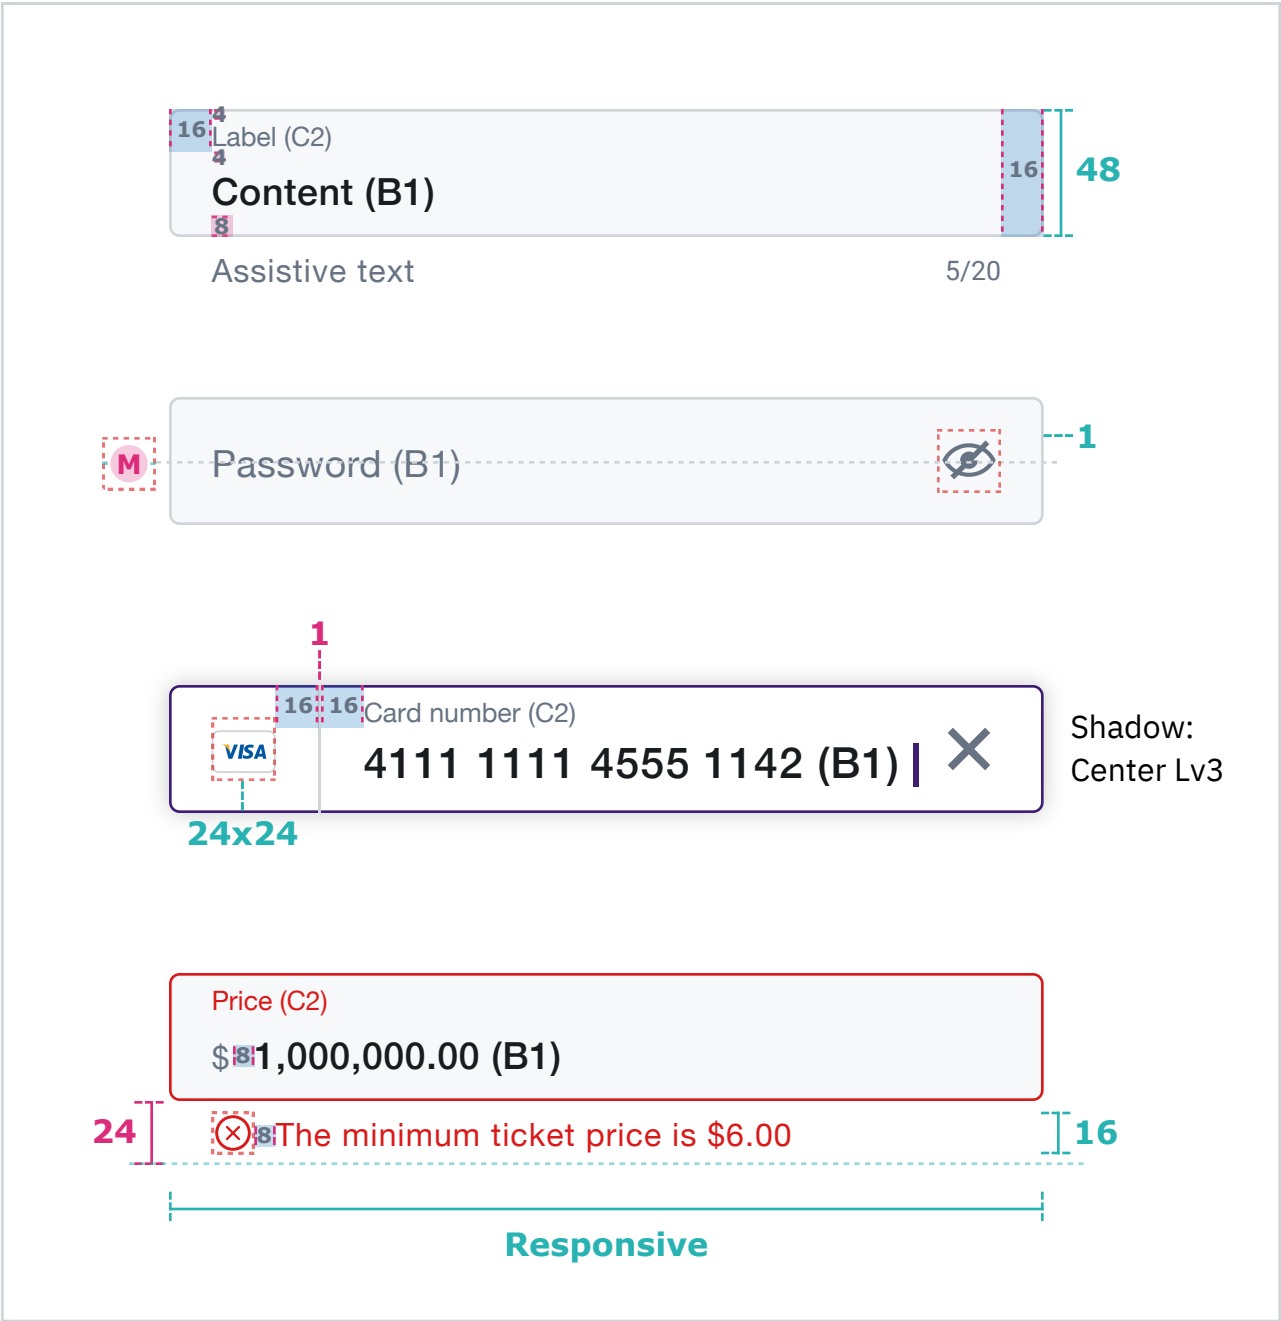 4
16
Label (C2)
4
Content (B1)
8
16
48
Assistive text
5/20
M
Password (B1)
1
1
16
16
Card number (C2)
VISA
4111 1111 4555 1142 (B1)
Shadow:
Center Lv3
24x24
Price (C2)
$
8
1,000,000.00 (B1)
24
8
The minimum ticket price is $6.00
16
Responsive